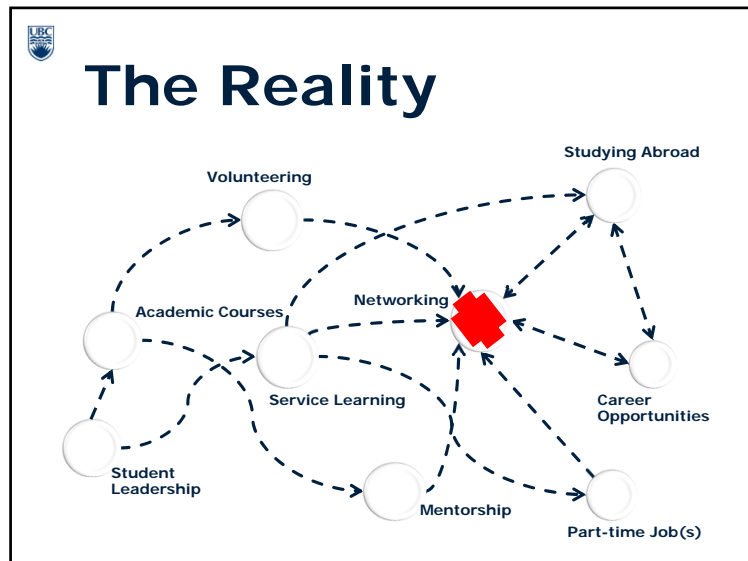 UBC
The Reality
Studying Abroad
Volunteering
Networking
Academic Courses
Service Learning
Career
Opportunities
Student
Leadership
Mentorship
Part-time Job(s)